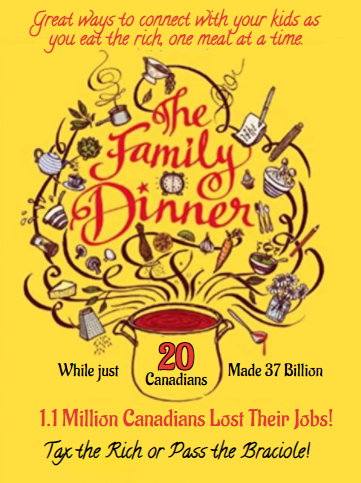 Great ways to connect with your kids as
you eat the rich, one meal at a time.
The
Family
Dinner
While just 20 Canadians Made 37 Billion
1.1 Million Canadians Lost Their Jobs!
Tax the Rich or Pass the Braciole!